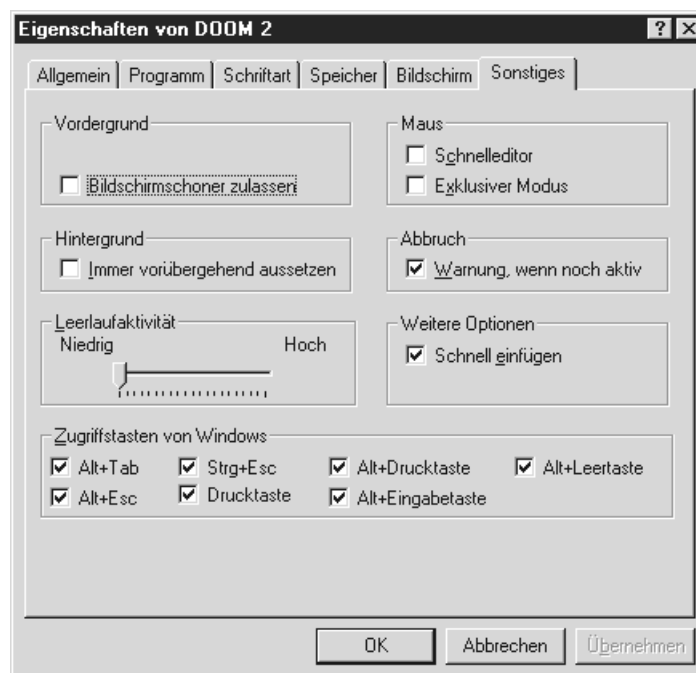 Eigenschaften von DOOM 2
Allgemein Programm Schriftart Speicher Bildschirm Sonstiges
Vordergrund
Bildschirmschoner zulassen
Maus
Schnelleditor
Exklusiver Modus
Hintergrund
Immer vorübergehend aussetzen
Abbruch
Warnung, wenn noch aktiv
Leerlaufaktivität
Niedrig Hoch
Weitere Optionen
Schnell einfügen
Zugriffstasten von Windows
Alt+Tab Strg+Esc Alt+Drucktaste Alt+Leertaste
Alt+Esc Drucktaste Alt+Eingabetaste
OK Abbrechen Übernehmen